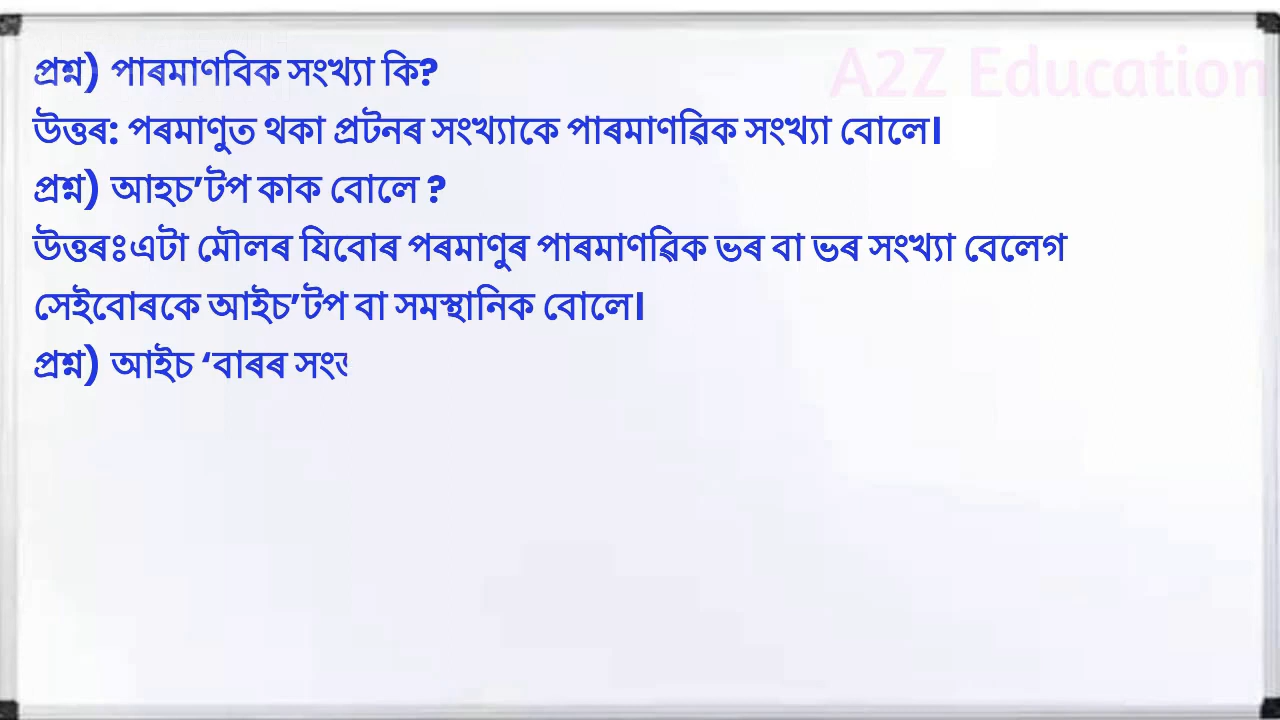 A2Z Education
প্ৰশ্ন) পাৰমাণবিক সংখ্যা কি?
উত্তৰ: পৰমাণুত থকা প্ৰটনৰ সংখ্যাকে পাৰমাণৱিক সংখ্যা বোলে।
প্ৰশ্ন) আহচ’টপ কাক বোলে ?
উত্তৰঃএটা মৌলৰ যিবোৰ পৰমাণুৰ পাৰমাণৱিক ভৰ বা ভৰ সংখ্যা বেলেগ
সেইবোৰকে আইচ’টপ বা সমস্থানিক বোলে।
প্ৰশ্ন) আইচ ‘বাৰৰ